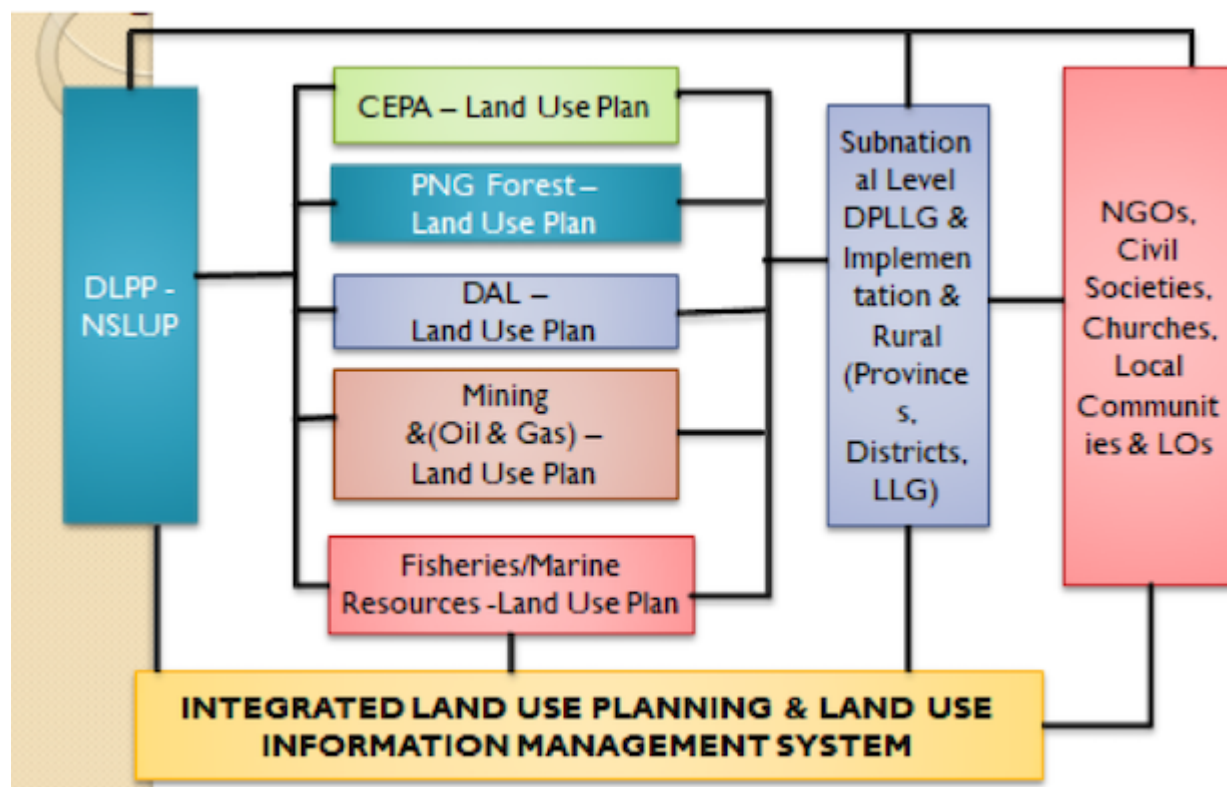 DLPP -
NSLUP
CEPA – Land Use Plan
PNG Forest –
Land Use Plan
DAL –
Land Use Plan
Mining
&(Oil & Gas) –
Land Use Plan
Fisheries/Marine
Resources -Land Use Plan
Subnation
al Level
DPLLG &
Implemen
tation &
Rural
(Province
s,
Districts,
LLG)
NGOs,
Civil
Societies,
Churches,
Local
Communit
ies & LOs
INTEGRATED LAND USE PLANNING & LAND USE
INFORMATION MANAGEMENT SYSTEM